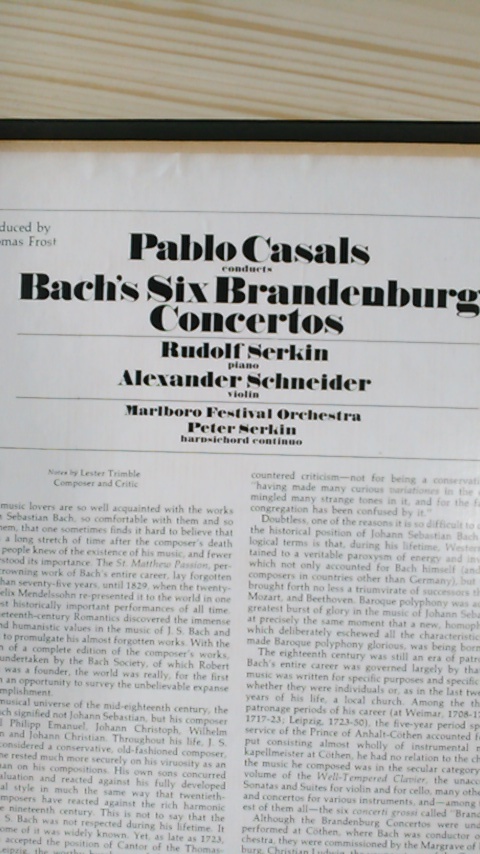 duced by
omas Frost
Pablo Casals
conducts
Bach's Six Brandenburg
Concertos
Rudolf Serkin
piano
Alexander Schneider
violin
Marlboro Festival Orchestra
Peter Serkin
harpsichord continuo
Notes by Lester Trimble
Composer and Critic
music lovers are so well acquainted with the works
Sebastian Bach, so comfortable with them and so
em, that one sometimes finds it hard to believe that
a long stretch of time after the composer's death
people knew of the existence of his music, and fewer
stood its importance. The St. Matthew Passion, per-
crowning work of Bach's entire career, lay forgotten
than seventy-five years, until 1829, when the twenty-
elix Mendelssohn re-presented it to the world in one
st historically important performances of all time.
eteenth-century Romantics discovered the immense
nd humanistic values in the music of J. S. Bach and
to promulgate his almost forgotten works. With the
n of a complete edition of the composer's works,
undertaken by the Bach Society, of which Robert
was a founder, the world was really, for the first
n an opportunity to survey the unbelievable expanse
mplishment.
musical universe of the mid-eighteenth century, the
ch signified not Johann Sebastian, but his composer
l Philipp Emanuel, Johann Christoph, Wilhelm
n and Johann Christian. Throughout his life, J. S.
considered a conservative, old-fashioned composer,
e rested much more securely on his virtuosity as an
an on his compositions. His own sons concurred
aluation and reacted against his fully developed
al style in much the same way that twentieth-
mposers have reacted against the rich harmonic
e nineteenth century. This is not to say that the
S. Bach was not respected during his lifetime. It
ome of it was widely known. Yet, as late as 1723,
accepted the position of Cantor of the Thomas-
countered criticism—not for being a conservati
"having made many curious variationes in the
mingled many strange tones in it, and for the fa
congregation has been confused by it."
Doubtless, one of the reasons it is so difficult to
the historical position of Johann Sebastian Bach
logical terms is that, during his lifetime, Western
tained to a veritable paroxysm of energy and inv
which not only accounted for Bach himself (an
composers in countries other than Germany), but
brought forth no less a triumvirate of successors th
Mozart, and Beethoven. Baroque polyphony was a
greatest burst of glory in the music of Johann Seba
at precisely the same moment that a new, homoph
which deliberately eschewed all the characteristic
made Baroque polyphony glorious, was being born
The eighteenth century was still an era of patro
Bach's entire career was governed largely by tha
music was written for specific purposes and specific
whether they were individuals or, as in the last twe
years of his life, a local church. Among the th
patronage periods of his career (at Weimar, 1708-1
1717-23; Leipzig, 1723-50), the five-year period sp
service of the Prince of Anhalt-Cöthen accounted fo
put consisting almost wholly of instrumental m
kapellmeister at Cöthen, he had no relation to the ch
the music he composed was in the secular category
volume of the Well-Tempered Clavier, the unacc
Sonatas and Suites for violin and for cello, many othe
and concertos for various instruments, and—among
est of them all—the six concerti grossi called "Bran
Although the Brandenburg Concertos were und
performed at Cöthen, where Bach was conductor o
chestra, they were commissioned by the Margrave of